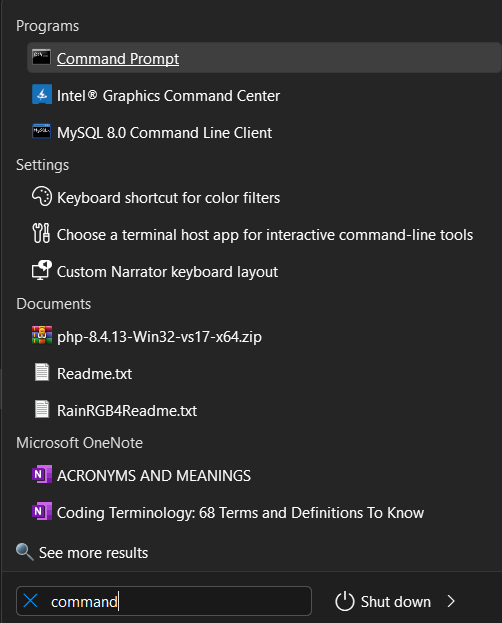 Programs
Command Prompt
Intel® Graphics Command Center
MySQL 8.0 Command Line Client
Settings
Keyboard shortcut for color filters
Choose a terminal host app for interactive command-line tools
Custom Narrator keyboard layout
Documents
php-8.4.13-Win32-vs17-x64.zip
Readme.txt
RainRGB4Readme.txt
Microsoft OneNote
ACRONYMS AND MEANINGS
Coding Terminology: 68 Terms and Definitions To Know
See more results
command
Shut down